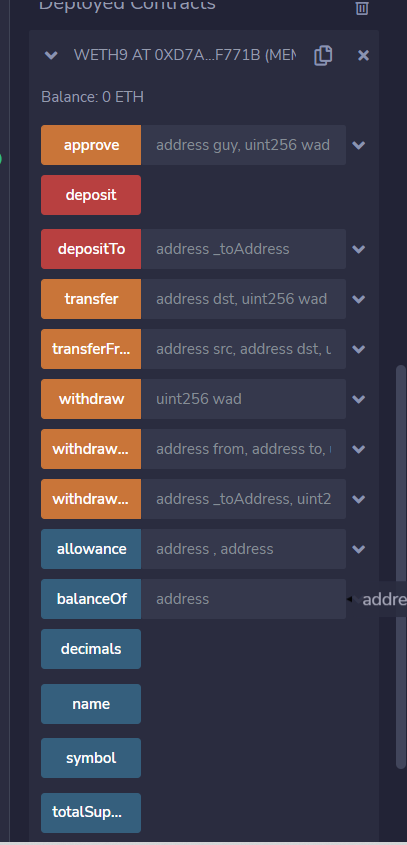 Deployed Contracts
WETH9 AT 0XD7A...F771B (MEM
Balance: 0 ETH
approve address guy, uint256 wad
deposit
depositTo address _toAddress
transfer address dst, uint256 wad
transferFr... address src, address dst, u
withdraw uint256 wad
withdraw... address from, address to,
withdraw... address _toAddress, uint2
allowance address , address
balanceOf address addre
decimals
name
symbol
totalSup...